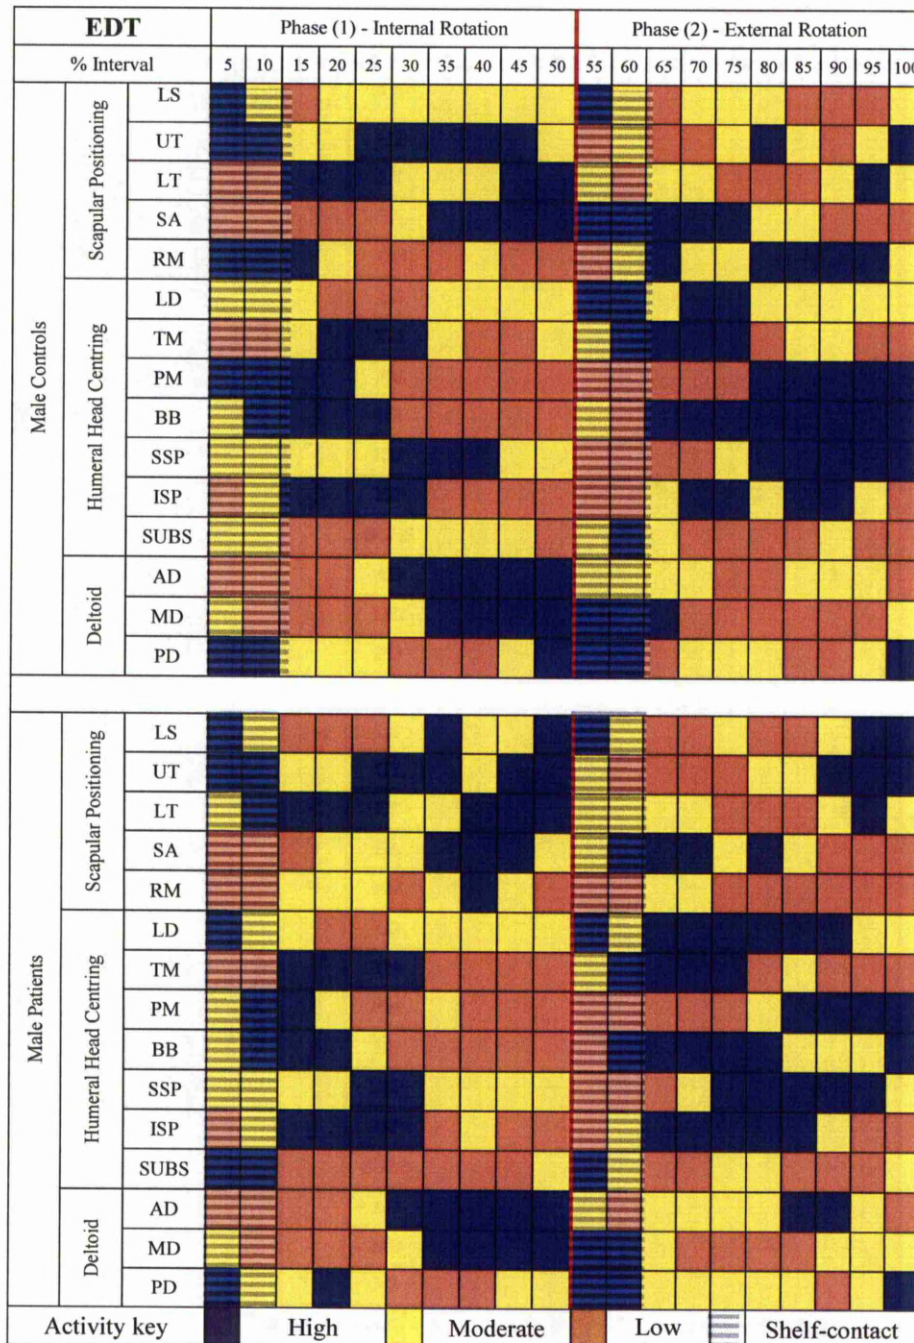 EDT Phase (1) - Internal Rotation Phase (2) - External Rotation
% Interval 5 10 15 20 25 30 35 40 45 50 55 60 65 70 75 80 85 90 95 100
Male Controls
Scapular Positioning
LS
UT
LT
SA
RM
Humeral Head Centring
LD
TM
PM
BB
SSP
ISP
SUBS
Deltoid
AD
MD
PD
Male Patients
Scapular Positioning
LS
UT
LT
SA
RM
Humeral Head Centring
LD
TM
PM
BB
SSP
ISP
SUBS
Deltoid
AD
MD
PD
Activity key High Moderate Low Shelf-contact